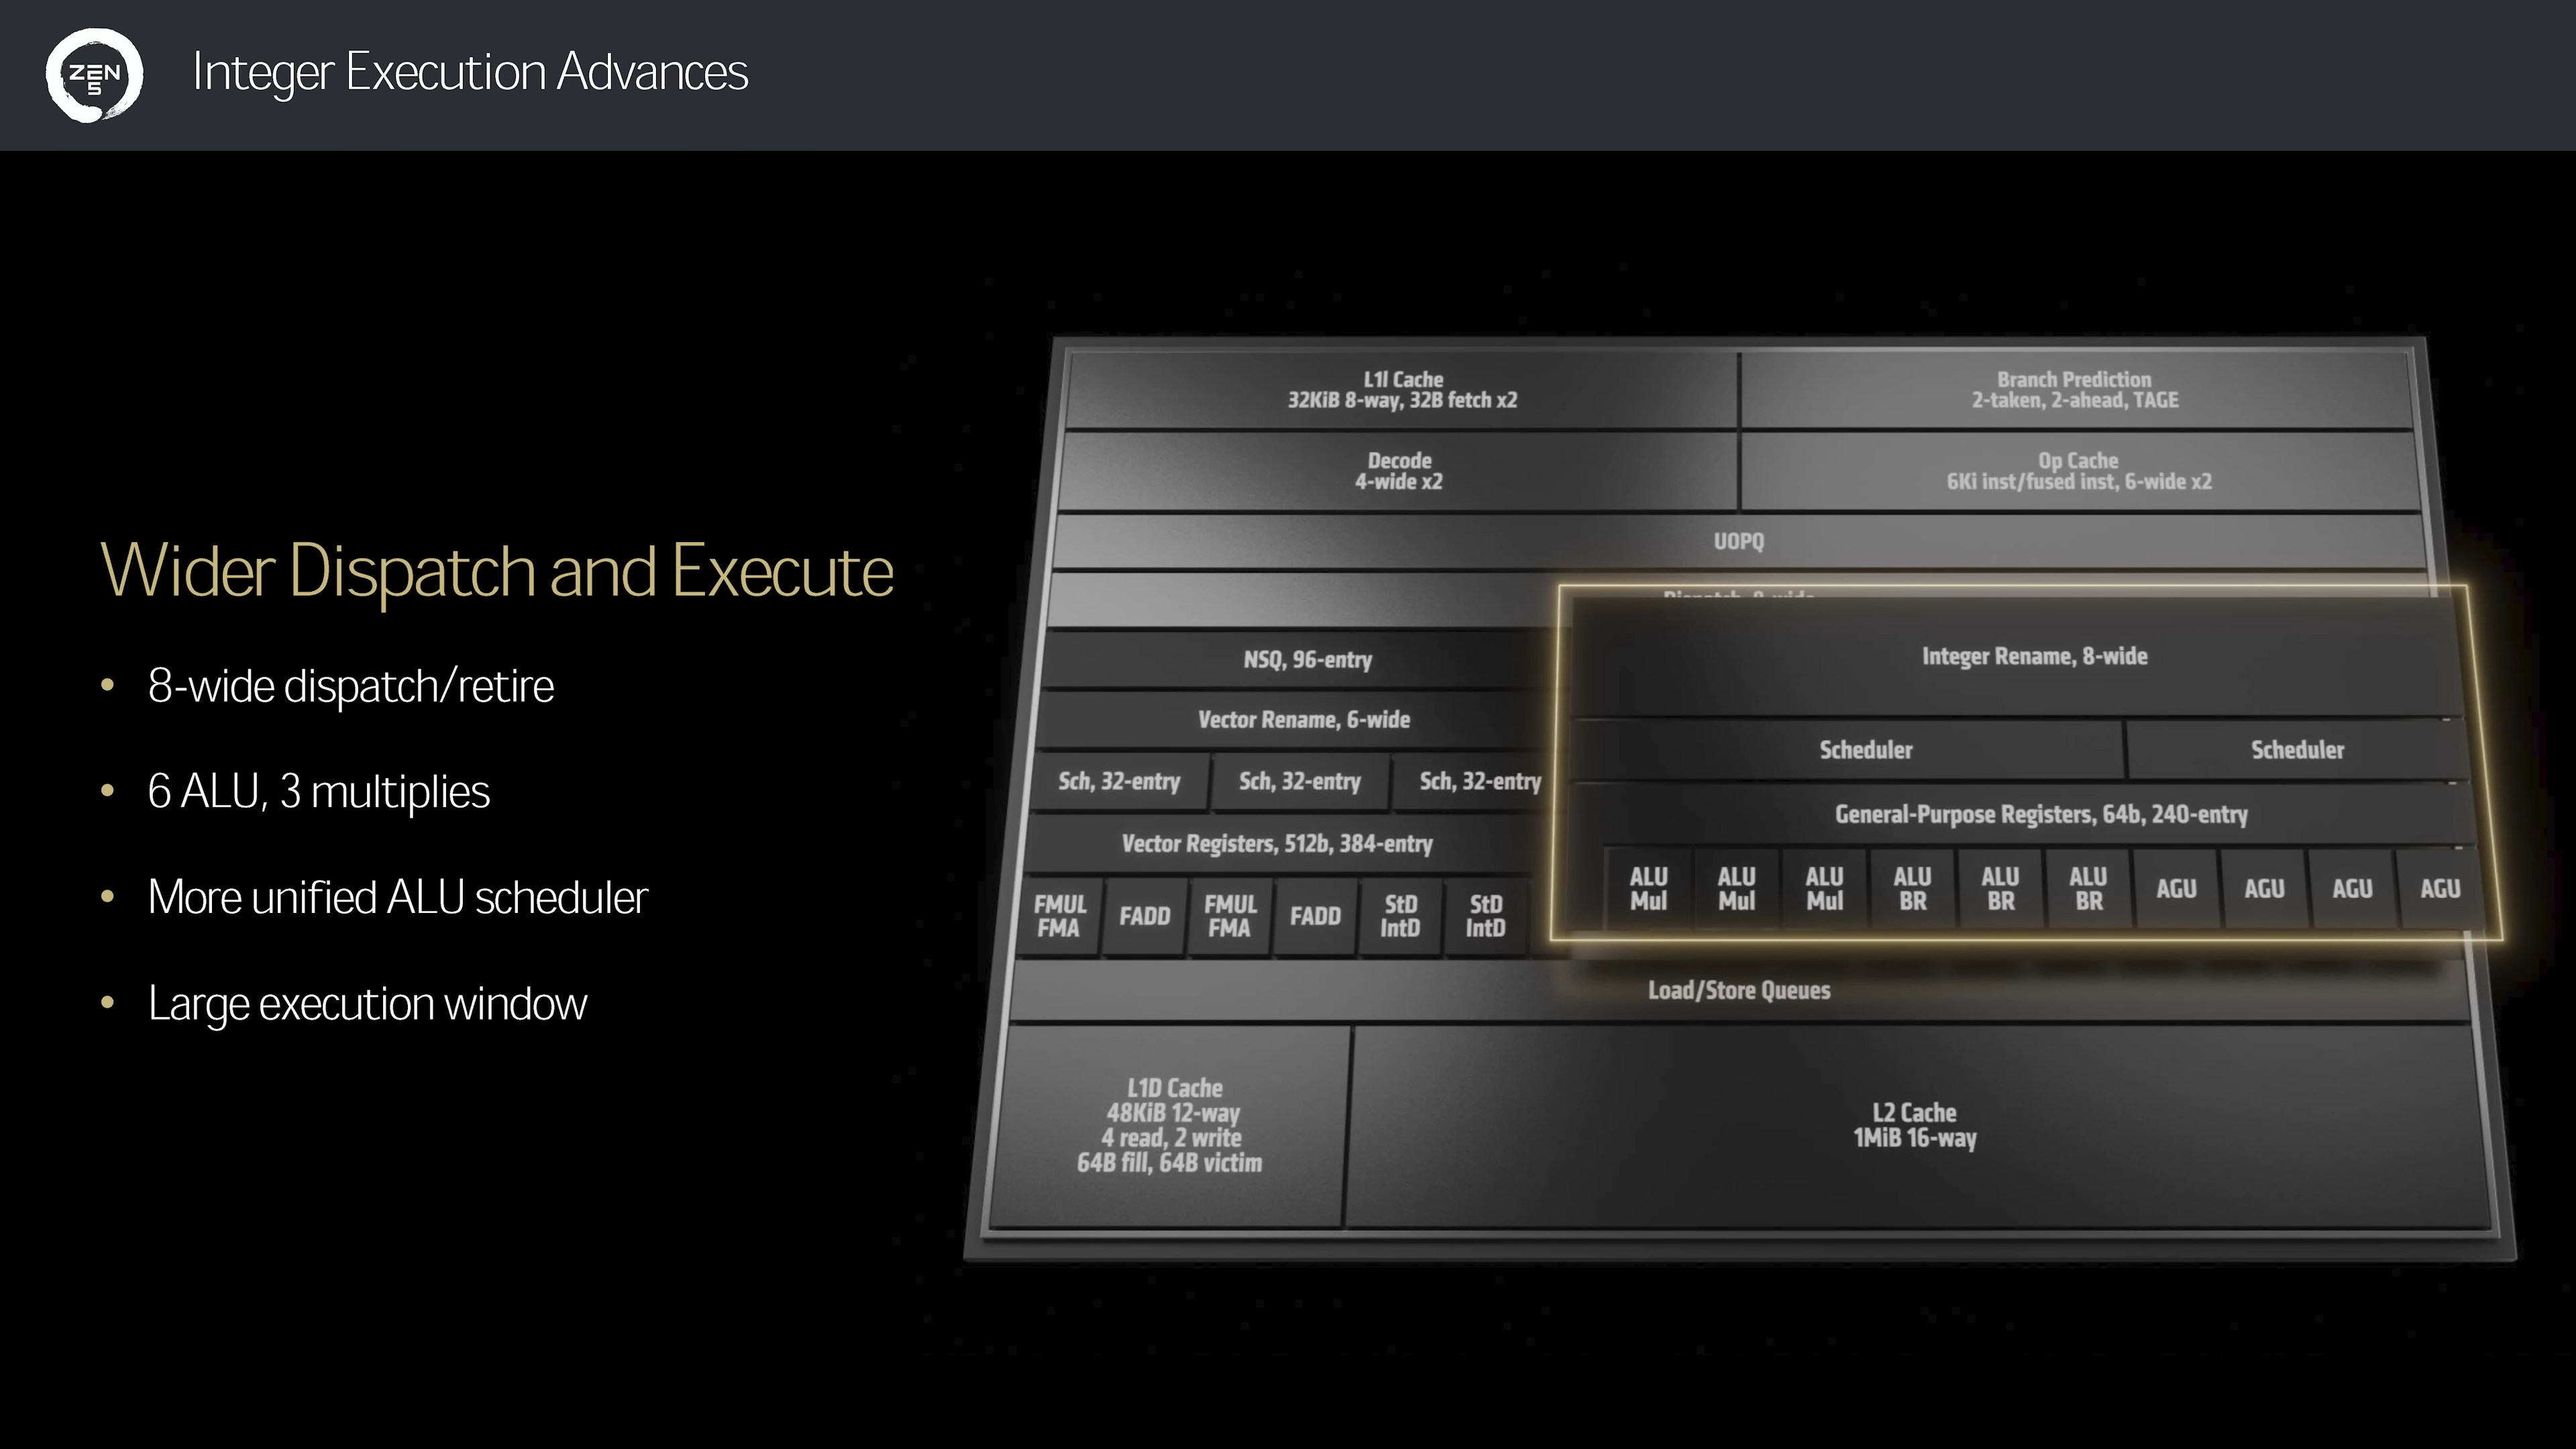 ZEN
5
Integer Execution Advances
Wider Dispatch and Execute
• 8-wide dispatch/retire
• 6 ALU, 3 multiplies
• More unified ALU scheduler
• Large execution window
L1I Cache
32KiB 8-way, 32B fetch x2
Branch Prediction
2-taken, 2-ahead, TAGE
Decode
4-wide x2
Op Cache
6Ki inst/fused inst, 6-wide x2
UOPQ
Dispatch, 8-wide
NSQ, 96-entry
Vector Rename, 6-wide
Sch, 32-entry
Sch, 32-entry
Sch, 32-entry
Vector Registers, 512b, 384-entry
FMUL
FMA
FADD
FMUL
FMA
FADD
StD
IntD
StD
IntD
Integer Rename, 8-wide
Scheduler
Scheduler
General-Purpose Registers, 64b, 240-entry
ALU
Mul
ALU
Mul
ALU
Mul
ALU
BR
ALU
BR
ALU
BR
AGU
AGU
AGU
AGU
Load/Store Queues
L1D Cache
48KiB 12-way
4 read, 2 write
64B fill, 64B victim
L2 Cache
1MiB 16-way